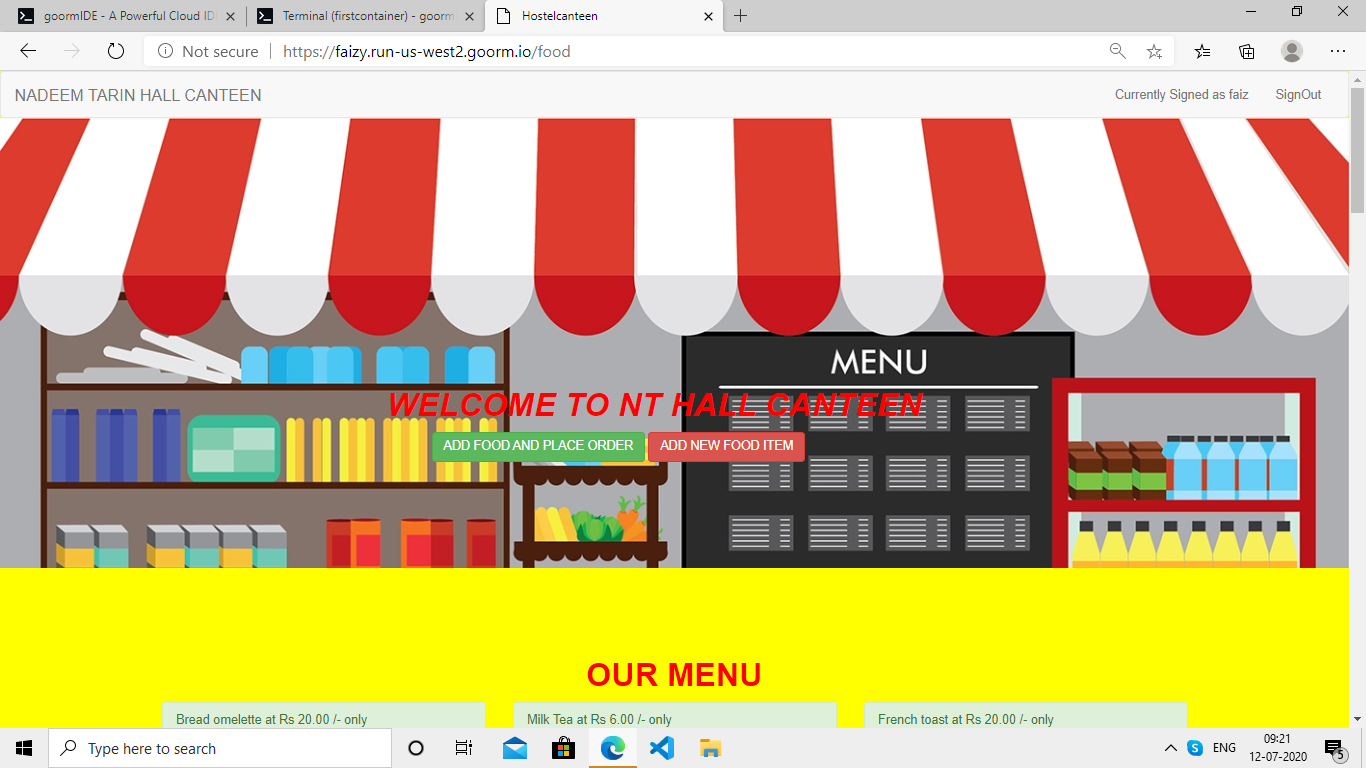 goormIDE - A Powerful Cloud ID
Terminal (firstcontainer) - goorm
Hostelcanteen
Not secure
https://faizy.run-us-west2.goorm.io/food
NADEEM TARIN HALL CANTEEN
Currently Signed as faiz
SignOut
MENU
WELCOME TO NT HALL CANTEEN
ADD FOOD AND PLACE ORDER
ADD NEW FOOD ITEM
OUR MENU
Bread omelette at Rs 20.00 /- only
Milk Tea at Rs 6.00 /- only
French toast at Rs 20.00 /- only
Type here to search
S
ENG
09:21
12-07-2020
5